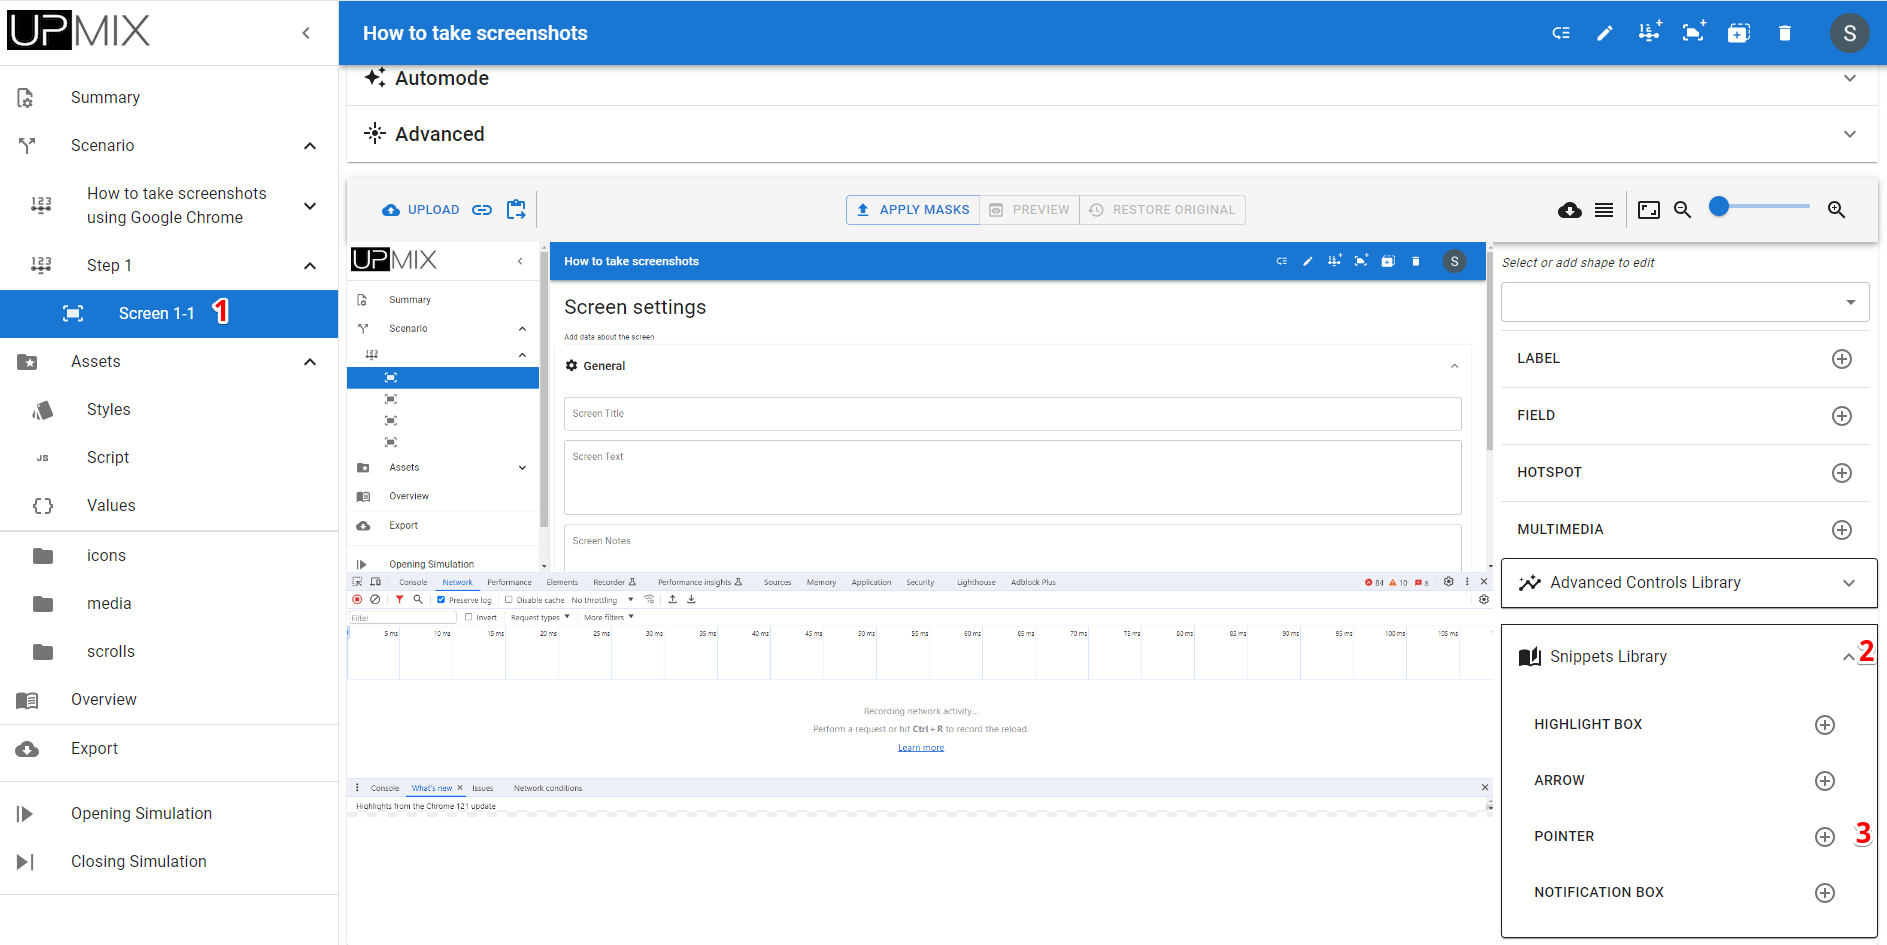 UPMIX
How to take screenshots
S
Summary
Scenario
How to take screenshots
using Google Chrome
Step 1
Screen 1-1
1
Assets
Styles
JS
Script
Values
icons
media
scrolls
Overview
Export
Opening Simulation
Closing Simulation
Automode
Advanced
UPLOAD
APPLY MASKS
PREVIEW
RESTORE ORIGINAL
UPMIX
How to take screenshots
S
Summary
Scenario
Assets
Overview
Export
Opening Simulation
Screen settings
Add data about the screen
General
Screen Title
Screen Text
Screen Notes
Console Network Performance Elements Recorder Performance insights Sources Memory Application Security Lighthouse Adblock Plus 84 10 8
Preserve log Disable cache No throttling
Filter Invert Request types More filters
5 ms 10 ms 15 ms 20 ms 25 ms 30 ms 35 ms 40 ms 45 ms 50 ms 55 ms 60 ms 65 ms 70 ms 75 ms 80 ms 85 ms 90 ms 95 ms 100 ms 105 ms
Recording network activity...
Perform a request or hit Ctrl + R to record the reload.
Learn more
Console What's new Issues Network conditions
Highlights from the Chrome 121 update
Select or add shape to edit
LABEL
FIELD
HOTSPOT
MULTIMEDIA
Advanced Controls Library
Snippets Library
2
HIGHLIGHT BOX
ARROW
POINTER
3
NOTIFICATION BOX